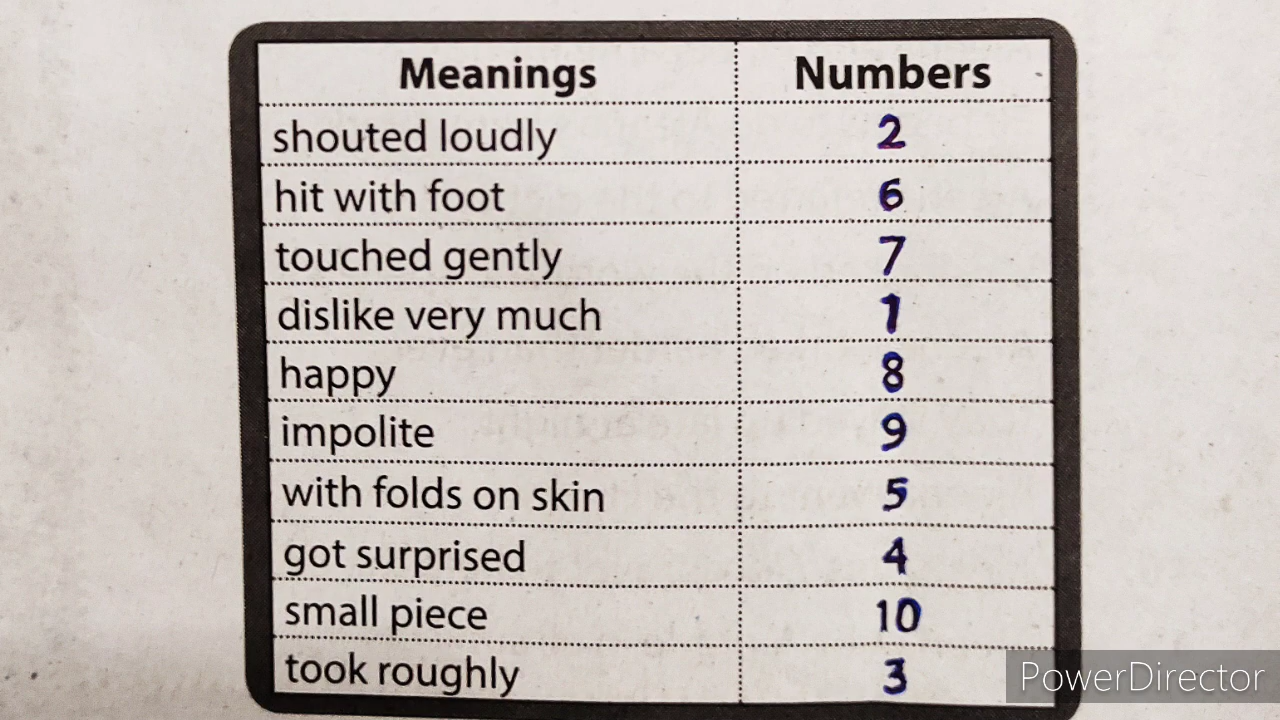 Meanings Numbers
shouted loudly 2
hit with foot 6
touched gently 7
dislike very much 1
happy 8
impolite 9
with folds on skin 5
got surprised 4
small piece 10
took roughly 3
PowerDirector